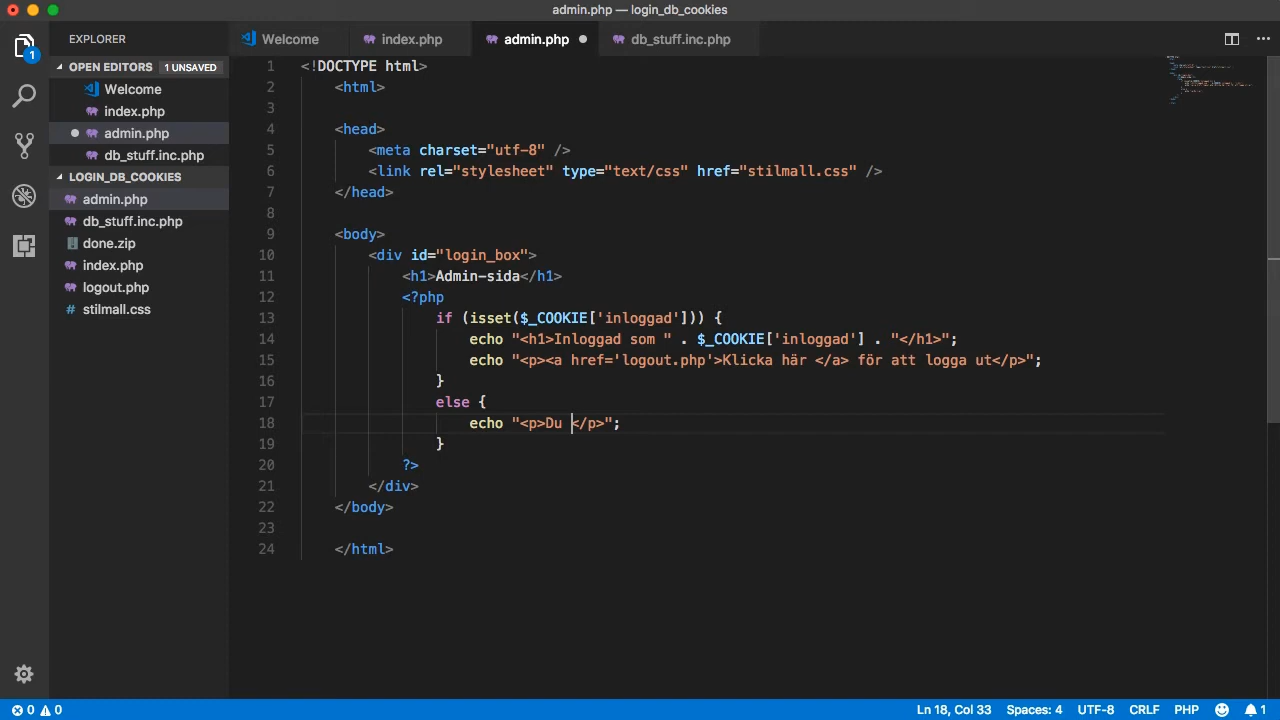 admin.php — login_db_cookies
EXPLORER
OPEN EDITORS 1 UNSAVED
Welcome
index.php
admin.php
db_stuff.inc.php
LOGIN_DB_COOKIES
admin.php
db_stuff.inc.php
done.zip
index.php
logout.php
# stilmall.css
1
Welcome index.php admin.php db_stuff.inc.php
1 <!DOCTYPE html>
2 <html>
3
4 <head>
5 <meta charset="utf-8" />
6 <link rel="stylesheet" type="text/css" href="stilmall.css" />
7 </head>
8
9 <body>
10 <div id="login_box">
11 <h1>Admin-sida</h1>
12 <?php
13 if (isset($_COOKIE['inloggad'])) {
14 echo "<h1>Inloggad som " . $_COOKIE['inloggad'] . "</h1>";
15 echo "<p><a href='logout.php'>Klicka här </a> för att logga ut</p>";
16 }
17 else {
18 echo "<p>Du </p>";
19 }
20 ?>
21 </div>
22 </body>
23
24 </html>
0 0 Ln 18, Col 33 Spaces: 4 UTF-8 CRLF PHP 1